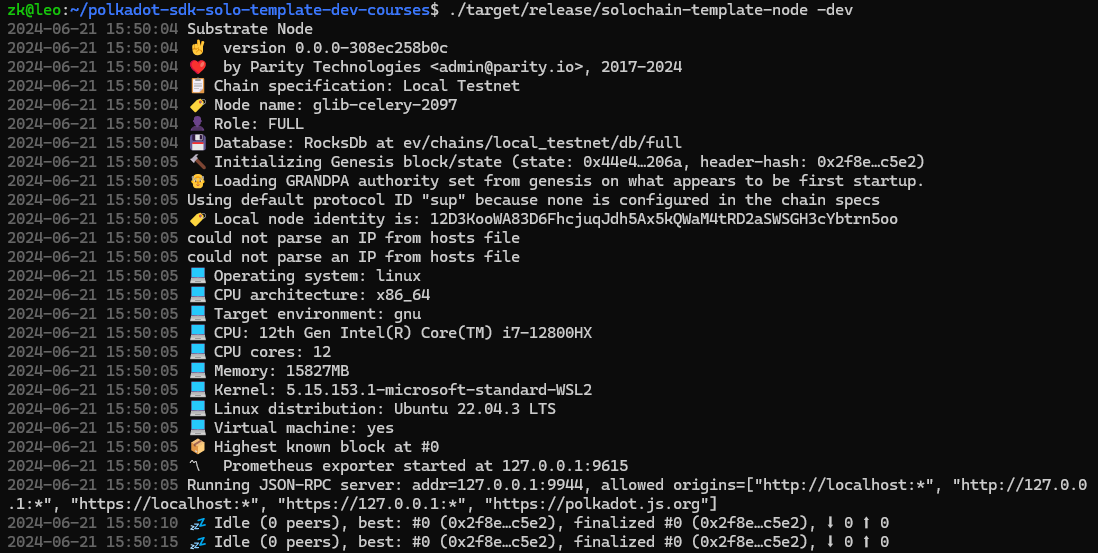 zk@leo:~/polkadot-sdk-solo-template-dev-courses$ ./target/release/solochain-template-node -dev
2024-06-21 15:50:04 Substrate Node
2024-06-21 15:50:04 ✌️ version 0.0.0-308ec258b0c
2024-06-21 15:50:04 ❤️ by Parity Technologies <admin@parity.io>, 2017-2024
2024-06-21 15:50:04 📋 Chain specification: Local Testnet
2024-06-21 15:50:04 🏷 Node name: glib-celery-2097
2024-06-21 15:50:04 👤 Role: FULL
2024-06-21 15:50:04 💾 Database: RocksDb at ev/chains/local_testnet/db/full
2024-06-21 15:50:05 🔨 Initializing Genesis block/state (state: 0x44e4…206a, header-hash: 0x2f8e…c5e2)
2024-06-21 15:50:05 👴 Loading GRANDPA authority set from genesis on what appears to be first startup.
2024-06-21 15:50:05 Using default protocol ID "sup" because none is configured in the chain specs
2024-06-21 15:50:05 🏷 Local node identity is: 12D3KooWA83D6FhcjuqJdh5Ax5kQWaM4tRD2aSWSGH3cYbtrn5oo
2024-06-21 15:50:05 could not parse an IP from hosts file
2024-06-21 15:50:05 could not parse an IP from hosts file
2024-06-21 15:50:05 💻 Operating system: linux
2024-06-21 15:50:05 💻 CPU architecture: x86_64
2024-06-21 15:50:05 💻 Target environment: gnu
2024-06-21 15:50:05 💻 CPU: 12th Gen Intel(R) Core(TM) i7-12800HX
2024-06-21 15:50:05 💻 CPU cores: 12
2024-06-21 15:50:05 💻 Memory: 15827MB
2024-06-21 15:50:05 💻 Kernel: 5.15.153.1-microsoft-standard-WSL2
2024-06-21 15:50:05 💻 Linux distribution: Ubuntu 22.04.3 LTS
2024-06-21 15:50:05 💻 Virtual machine: yes
2024-06-21 15:50:05 📦 Highest known block at #0
2024-06-21 15:50:05 〽️ Prometheus exporter started at 127.0.0.1:9615
2024-06-21 15:50:05 Running JSON-RPC server: addr=127.0.0.1:9944, allowed origins=["http://localhost:*", "http://127.0.0
.1:*", "https://localhost:*", "https://127.0.0.1:*", "https://polkadot.js.org"]
2024-06-21 15:50:10 💤 Idle (0 peers), best: #0 (0x2f8e…c5e2), finalized #0 (0x2f8e…c5e2), ⬇ 0 ⬆ 0
2024-06-21 15:50:15 💤 Idle (0 peers), best: #0 (0x2f8e…c5e2), finalized #0 (0x2f8e…c5e2), ⬇ 0 ⬆ 0